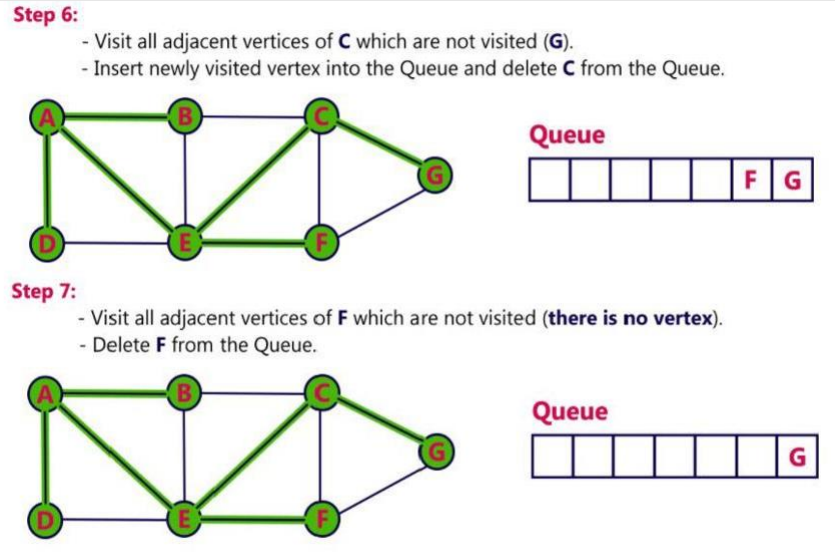 Step 6:
- Visit all adjacent vertices of C which are not visited (G).
- Insert newly visited vertex into the Queue and delete C from the Queue.
A B C
Queue
G
F G
D E F
Step 7:
- Visit all adjacent vertices of F which are not visited (there is no vertex).
- Delete F from the Queue.
A B C
Queue
G
G
D E F